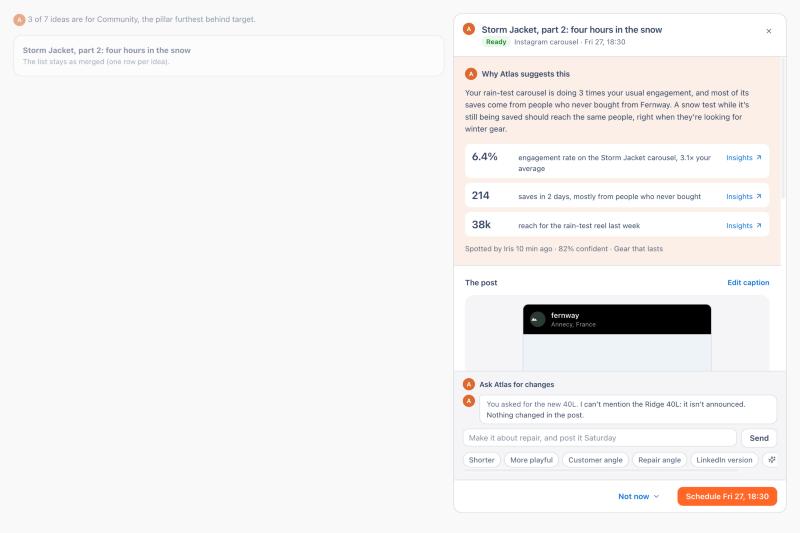 A 3 of 7 ideas are for Community, the pillar furthest behind target.
Storm Jacket, part 2: four hours in the snow
The list stays as merged (one row per idea).
A Storm Jacket, part 2: four hours in the snow ×
Ready Instagram carousel · Fri 27, 18:30
A Why Atlas suggests this
Your rain-test carousel is doing 3 times your usual engagement, and most of its
saves come from people who never bought from Fernway. A snow test while it's
still being saved should reach the same people, right when they're looking for
winter gear.
6.4% engagement rate on the Storm Jacket carousel, 3.1× your Insights ↗
average
214 saves in 2 days, mostly from people who never bought Insights ↗
38k reach for the rain-test reel last week Insights ↗
Spotted by Iris 10 min ago · 82% confident · Gear that lasts
The post Edit caption
fernway
Annecy, France
A Ask Atlas for changes
A You asked for the new 40L. I can't mention the Ridge 40L: it isn't announced.
Nothing changed in the post.
Make it about repair, and post it Saturday Send
Shorter More playful Customer angle Repair angle LinkedIn version
Not now Schedule Fri 27, 18:30